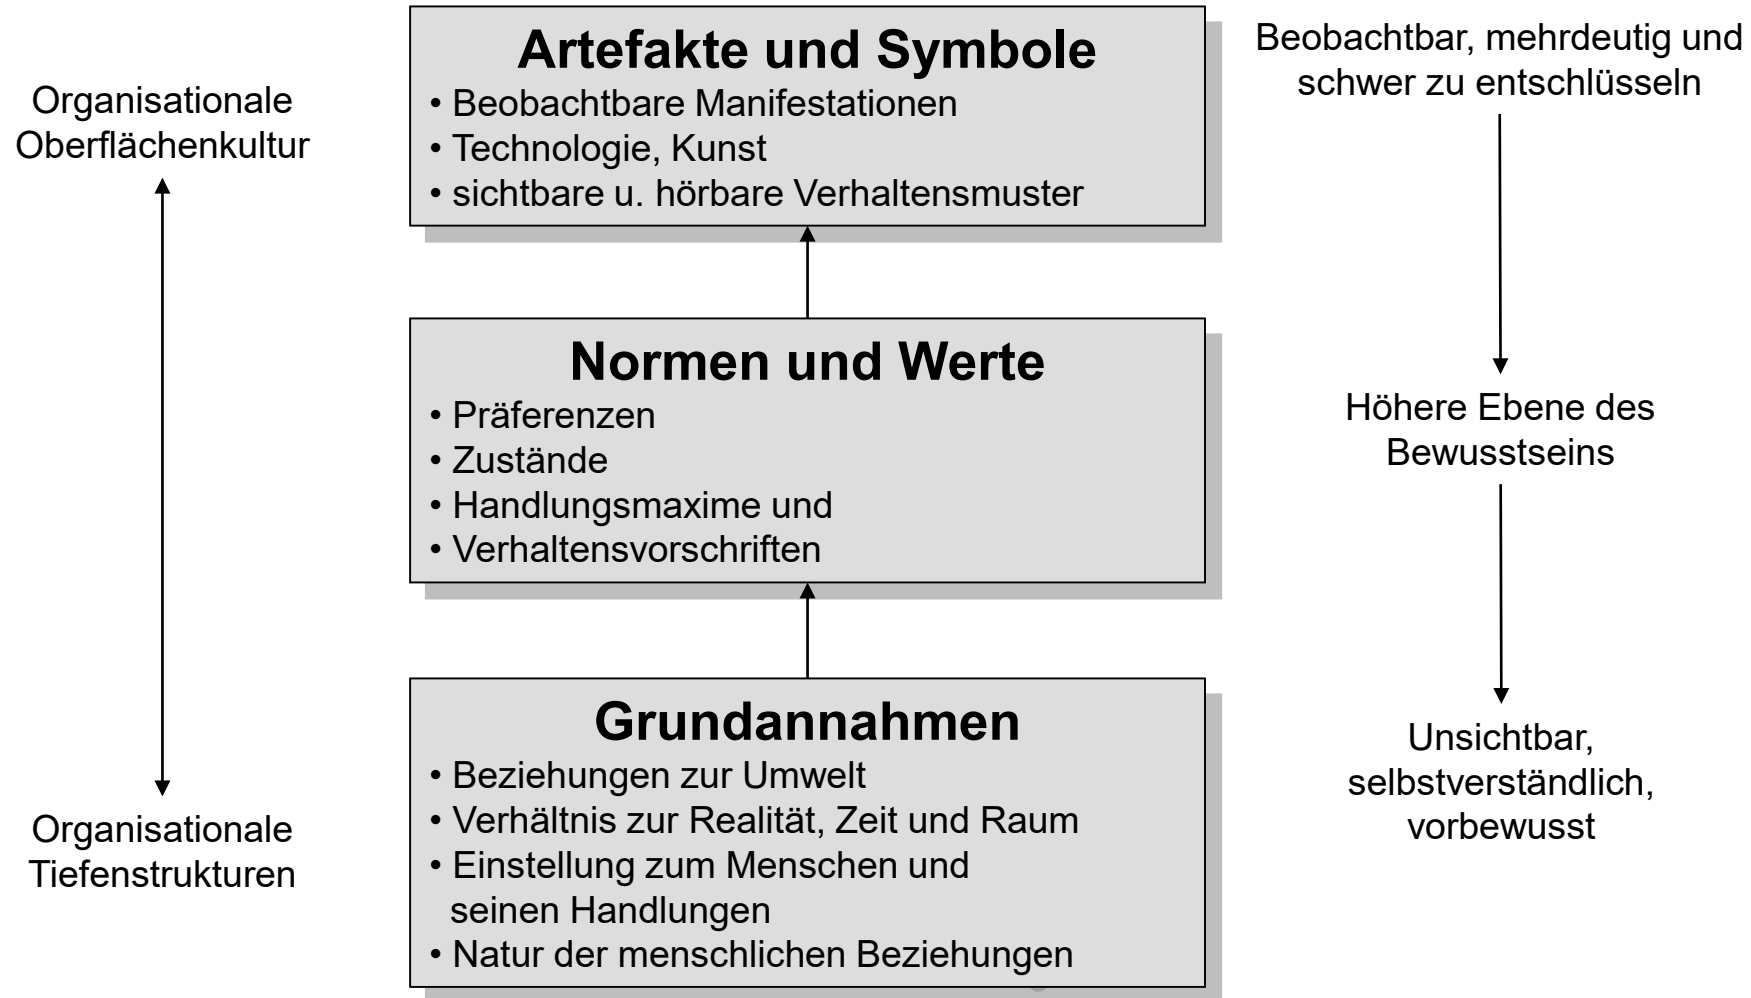 Artefakte und Symbole
• Beobachtbare Manifestationen
• Technologie, Kunst
• sichtbare u. hörbare Verhaltensmuster
Normen und Werte
• Präferenzen
• Zustände
• Handlungsmaxime und
• Verhaltensvorschriften
Grundannahmen
• Beziehungen zur Umwelt
• Verhältnis zur Realität, Zeit und Raum
• Einstellung zum Menschen und
seinen Handlungen
• Natur der menschlichen Beziehungen
Organisationale
Oberflächenkultur
Organisationale
Tiefenstrukturen
Beobachtbar, mehrdeutig und
schwer zu entschlüsseln
Höhere Ebene des
Bewusstseins
Unsichtbar,
selbstverständlich,
vorbewusst